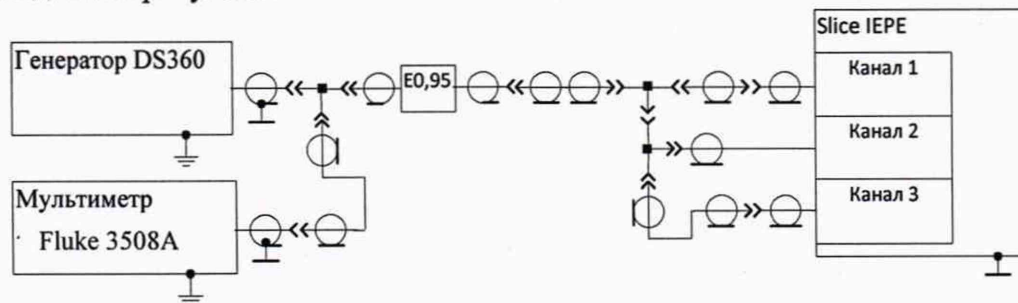 Генератор DS360
Мультиметр
Fluke 3508A
E0,95
Slice IEPE
Канал 1
Канал 2
Канал 3